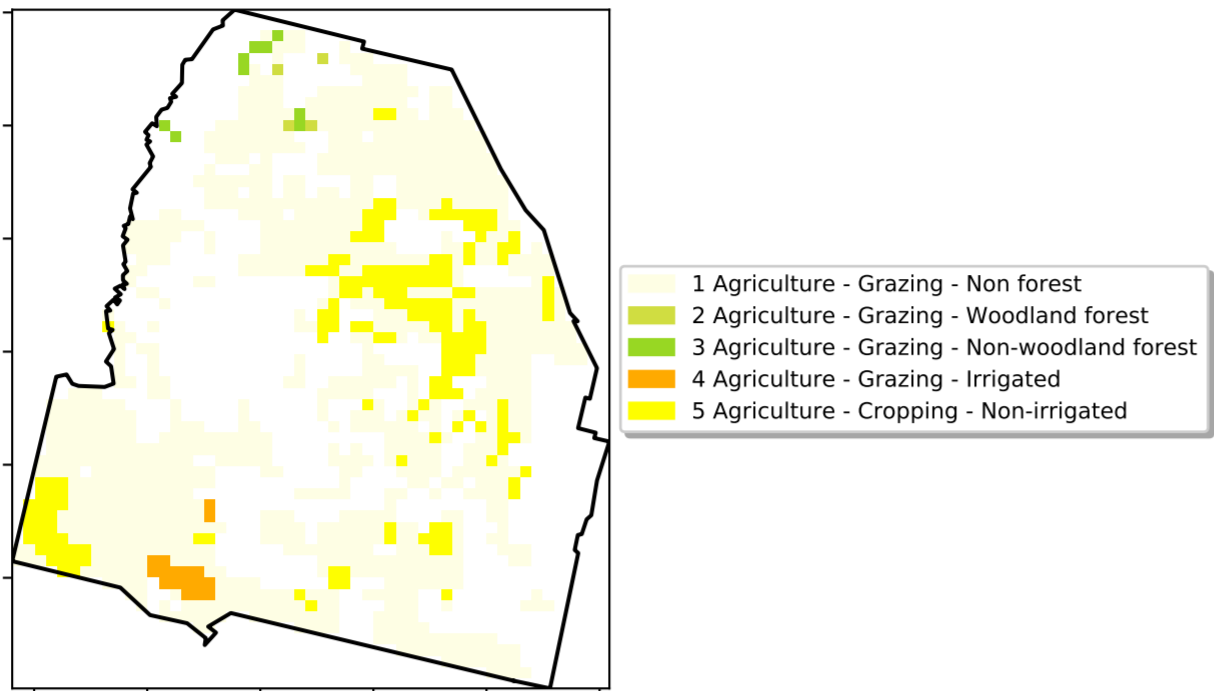 1 Agriculture - Grazing - Non forest
2 Agriculture - Grazing - Woodland forest
3 Agriculture - Grazing - Non-woodland forest
4 Agriculture - Grazing - Irrigated
5 Agriculture - Cropping - Non-irrigated